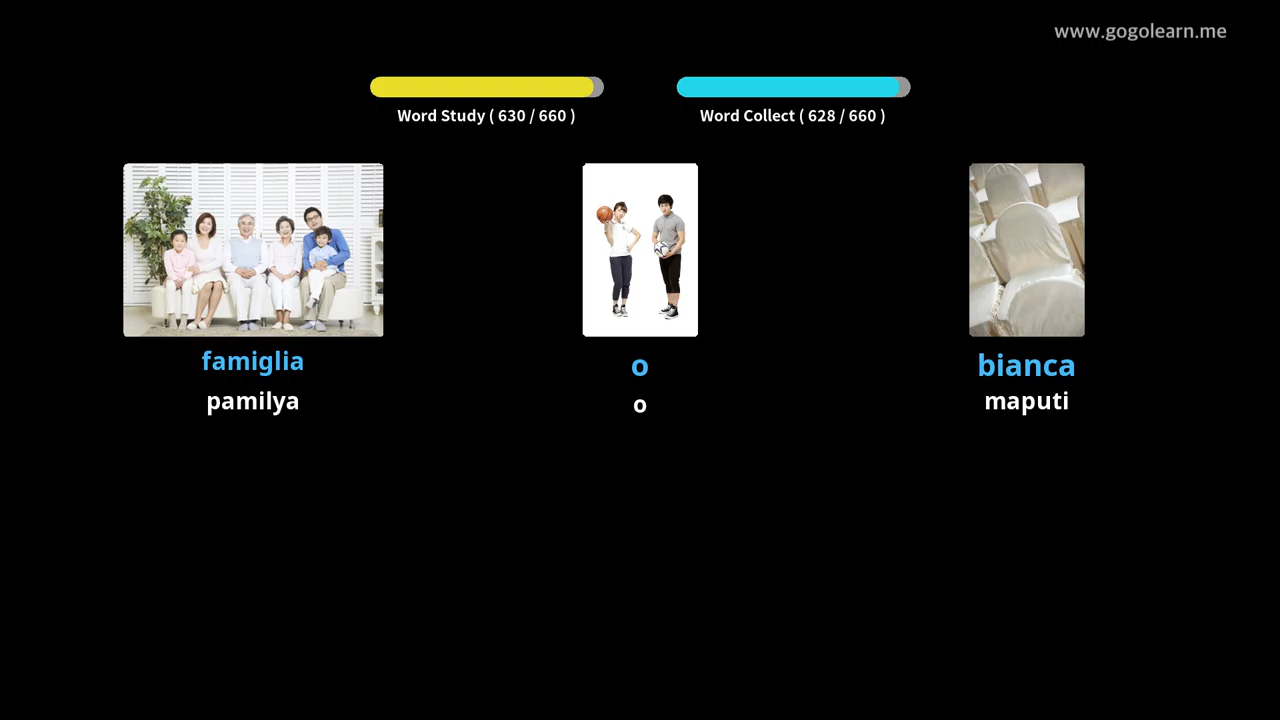 www.gogolearn.me
Word Study ( 630 / 660 )
Word Collect ( 628 / 660 )
famiglia
pamilya
o
o
bianca
maputi